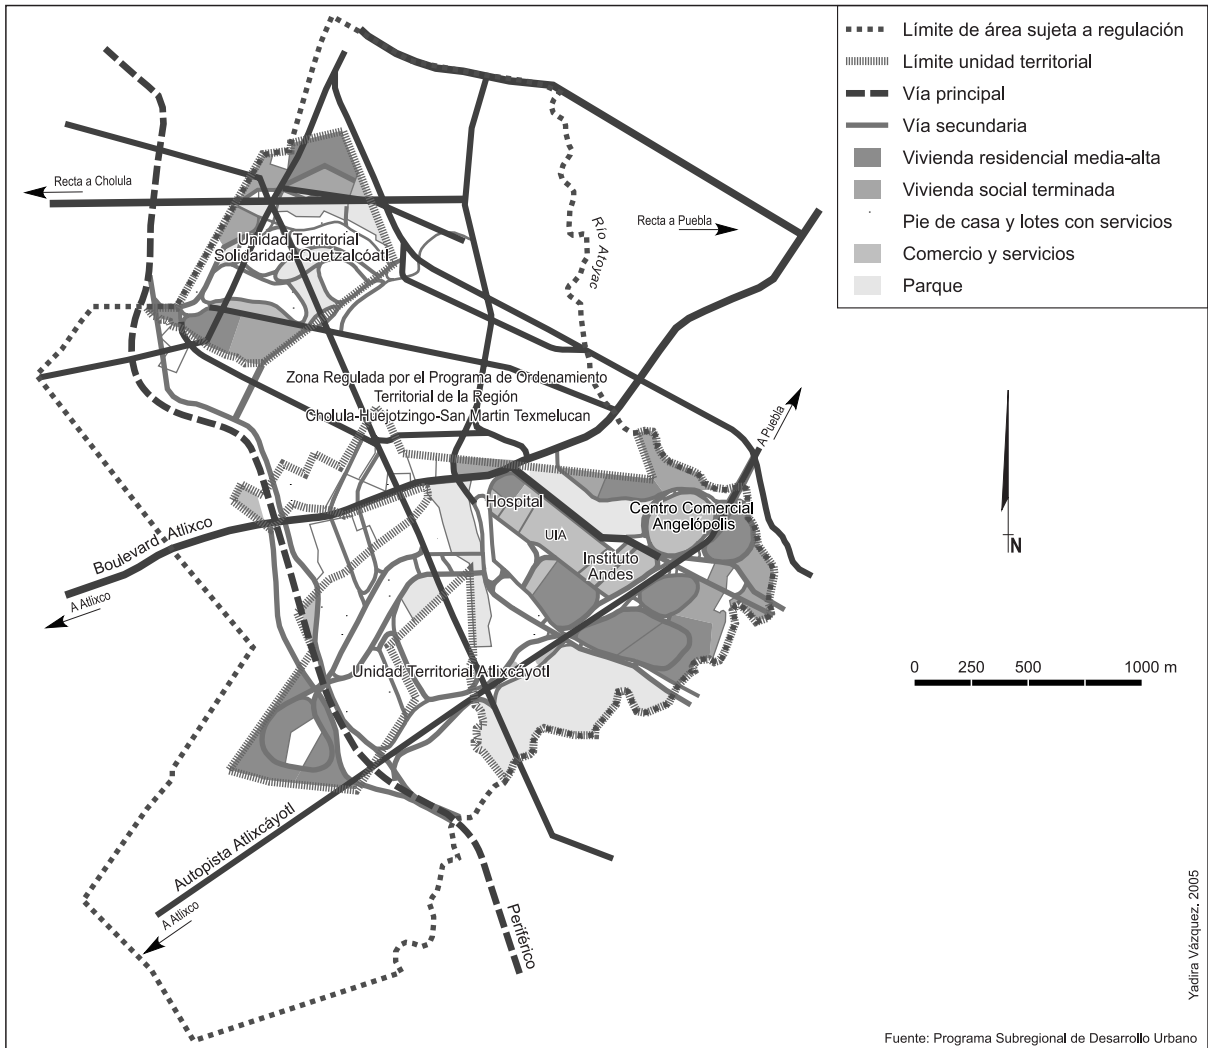 Límite de área sujeta a regulación
Límite unidad territorial
Vía principal
Vía secundaria
Vivienda residencial media-alta
Vivienda social terminada
Pie de casa y lotes con servicios
Comercio y servicios
Parque
Recta a Cholula
Recta a Puebla
Río Atoyac
Unidad Territorial
Solidaridad-Quetzalcóatl
Zona Regulada por el Programa de Ordenamiento
Territorial de la Región
Cholula-Huejotzingo-San Martin Texmelucan
A Puebla
Hospital
Centro Comercial
Angelópolis
UIA
Instituto
Andes
Boulevard Atlixco
A Atlixco
Unidad Territorial Atlixcáyotl
Autopista Atlixcáyotl
A Atlixco
Periférico
N
0 250 500 1000 m
Yadira Vázquez, 2005
Fuente: Programa Subregional de Desarrollo Urbano